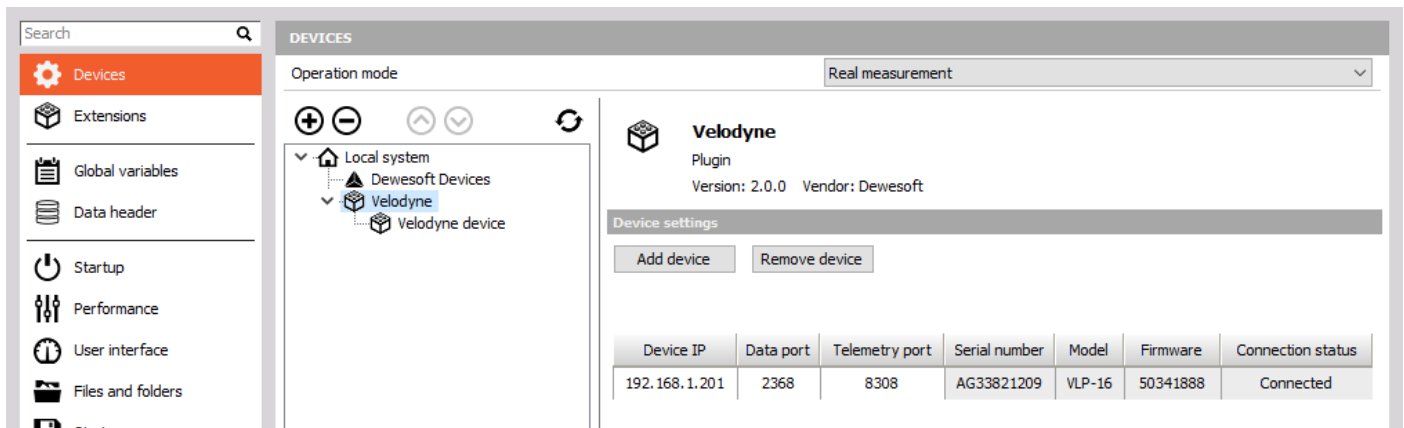 Search
Devices
Extensions
Global variables
Data header
Startup
Performance
User interface
Files and folders
DEVICES
Operation mode
Real measurement
Local system
Dewesoft Devices
Velodyne
Velodyne device
Velodyne
Plugin
Version: 2.0.0 Vendor: Dewesoft
Device settings
Add device Remove device
Device IP Data port Telemetry port Serial number Model Firmware Connection status
192.168.1.201 2368 8308 AG33821209 VLP-16 50341888 Connected